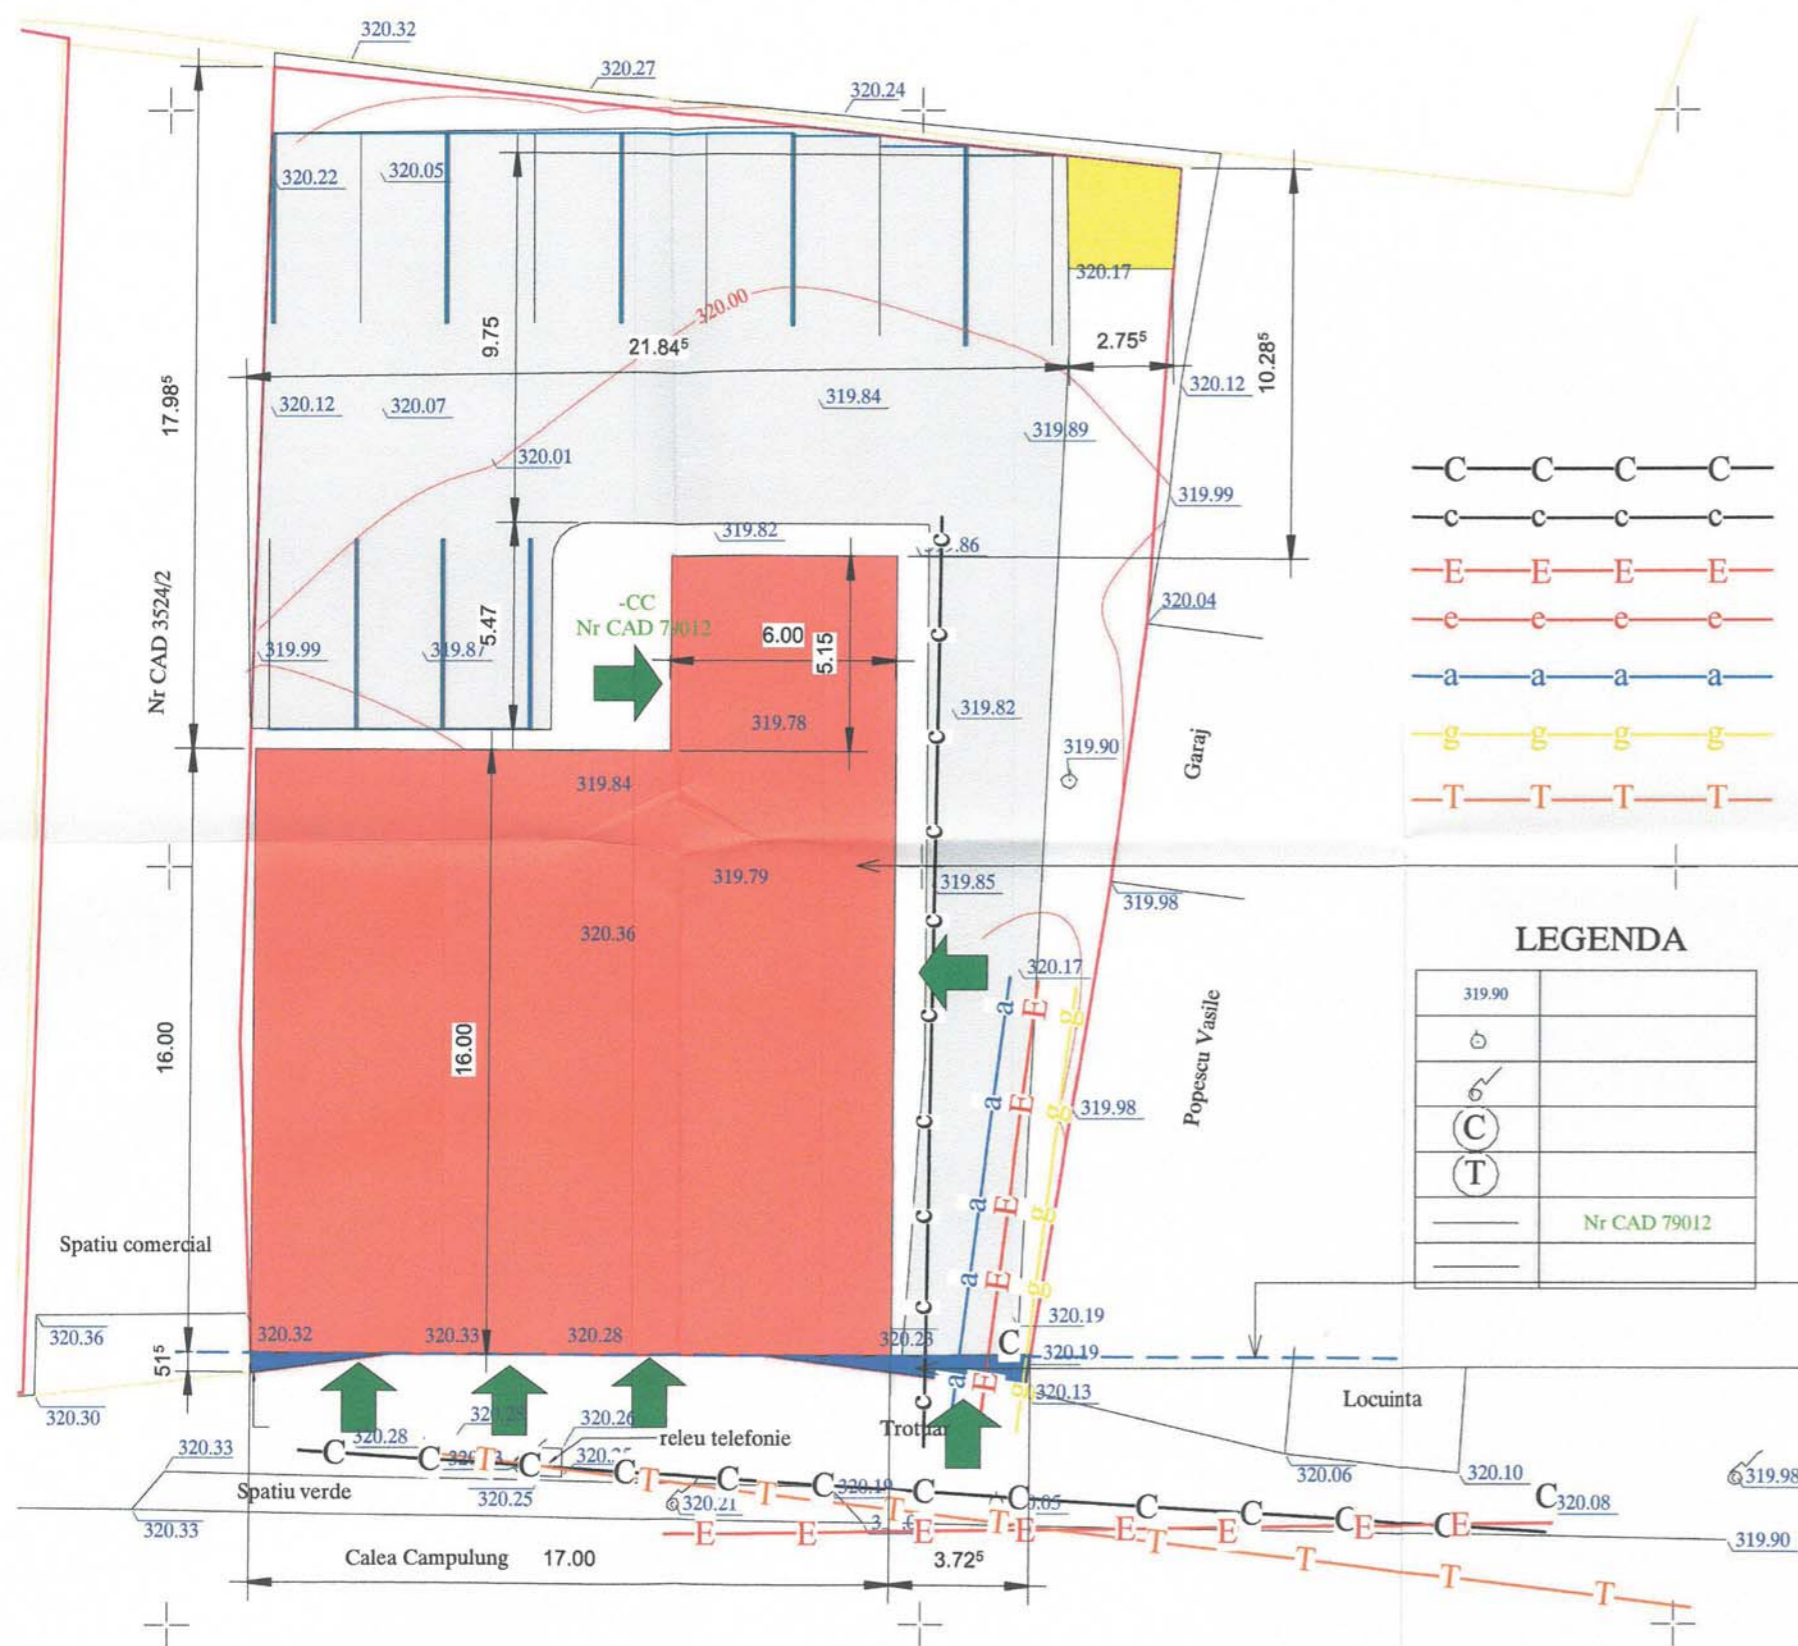 320.32
320.27
320.24
320.22
320.05
320.17
9.75
21.84⁵
2.75⁵
10.28⁵
17.98⁵
320.00
320.12
320.07
319.84
320.12
319.89
320.01
319.99
C C C C
c c c c
E E E E
e e e e
a a a a
g g g g
T T T T
319.82
c
-CC
Nr CAD 79012
6.00
5.15
5.47
320.04
319.99
319.87
Nr CAD 3524/2
c
319.78
319.82
c
319.90
Garaj
319.84
c
319.79
319.85
319.98
320.36
c
LEGENDA
319.90
C
T
Nr CAD 79012
320.17
a E g
c
16.00
16.00
Popescu Vasile
a E g
319.98
c
a E g
c
Spatiu comercial
a E g
c
320.19
C
320.36
320.32
320.33
320.28
320.19
51⁵
a E g
320.13
c
Locuinta
320.30
320.28
320.26
releu telefonie
Trotuar
320.33
Spatiu verde
320.25
320.21
320.19
320.06
320.10
319.98
320.08
320.33
C C C C C C C C C C C C C
T T T T T T T T T T
E E E E E E E E
319.90
Calea Campulung
17.00
3.72⁵